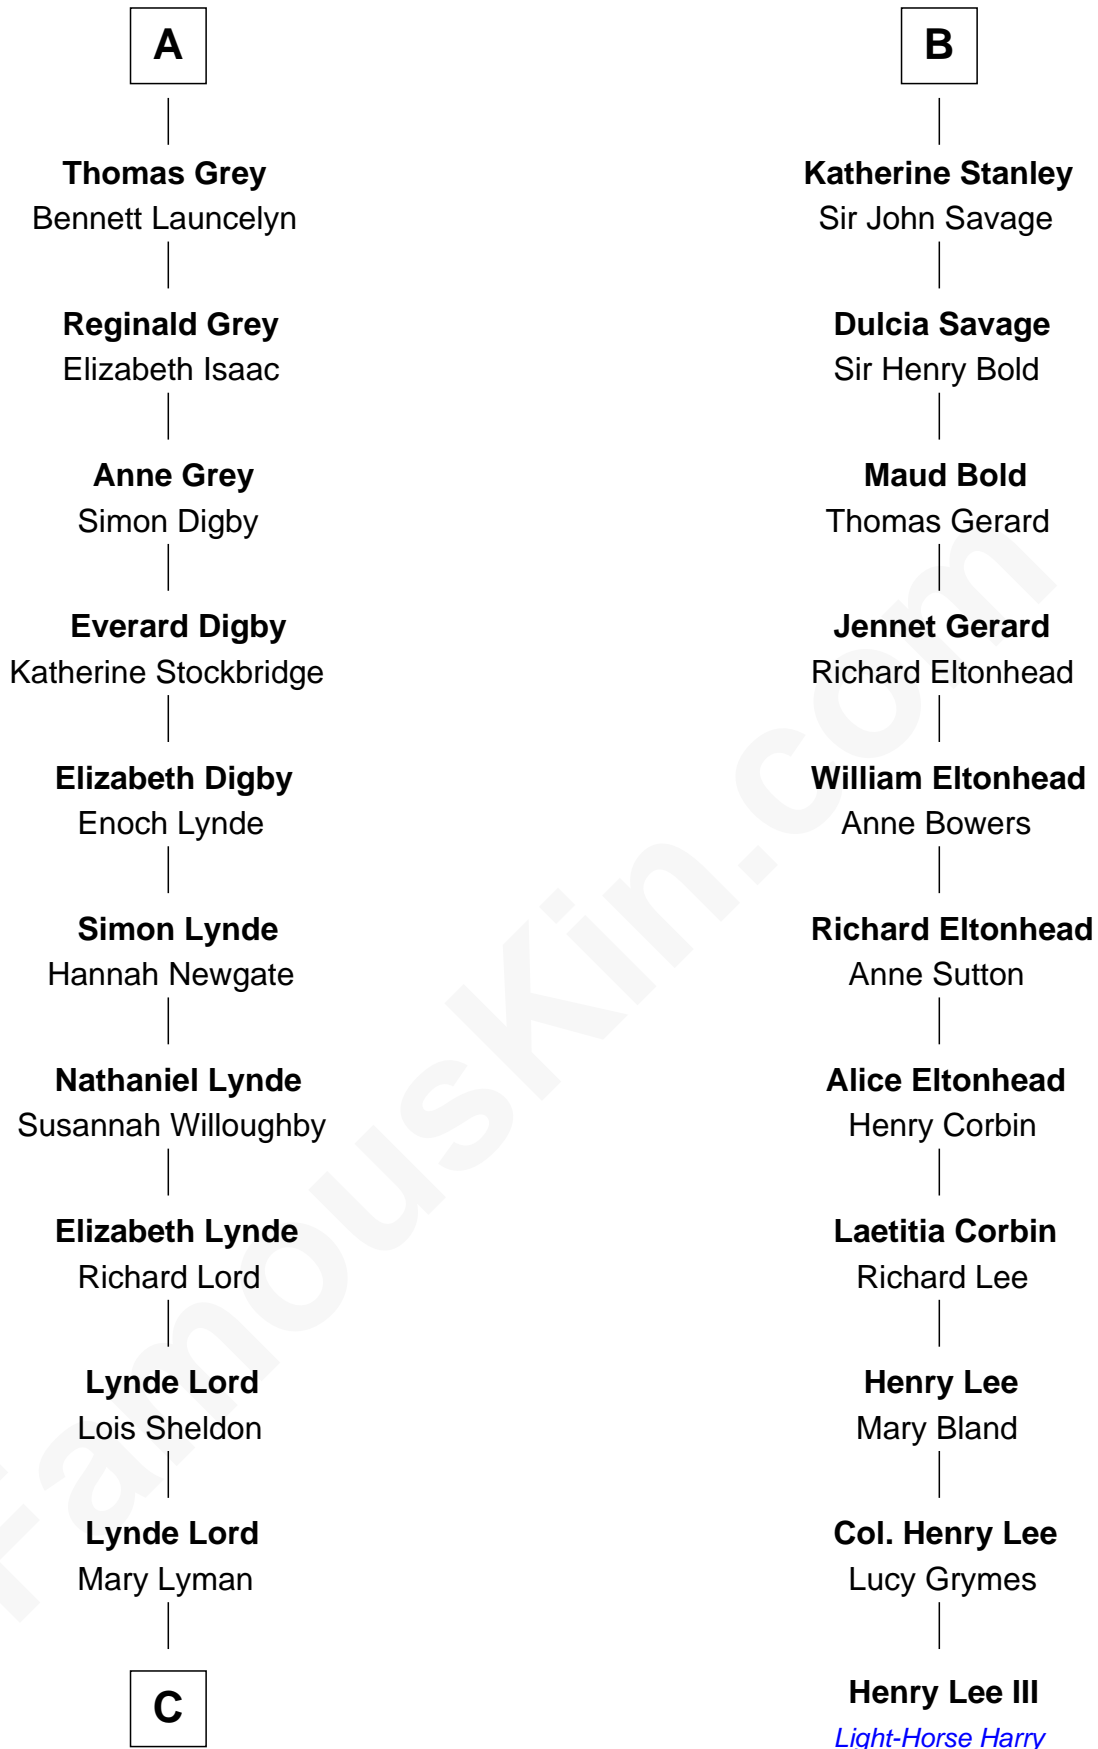 A
Thomas Grey
Bennett Launcelyn
Reginald Grey
Elizabeth Isaac
Anne Grey
Simon Digby
Everard Digby
Katherine Stockbridge
Elizabeth Digby
Enoch Lynde
Simon Lynde
Hannah Newgate
Nathaniel Lynde
Susannah Willoughby
Elizabeth Lynde
Richard Lord
Lynde Lord
Lois Sheldon
Lynde Lord
Mary Lyman
C
B
Katherine Stanley
Sir John Savage
Dulcia Savage
Sir Henry Bold
Maud Bold
Thomas Gerard
Jennet Gerard
Richard Eltonhead
William Eltonhead
Anne Bowers
Richard Eltonhead
Anne Sutton
Alice Eltonhead
Henry Corbin
Laetitia Corbin
Richard Lee
Henry Lee
Mary Bland
Col. Henry Lee
Lucy Grymes
Henry Lee III
Light-Horse Harry
FamousKin.com